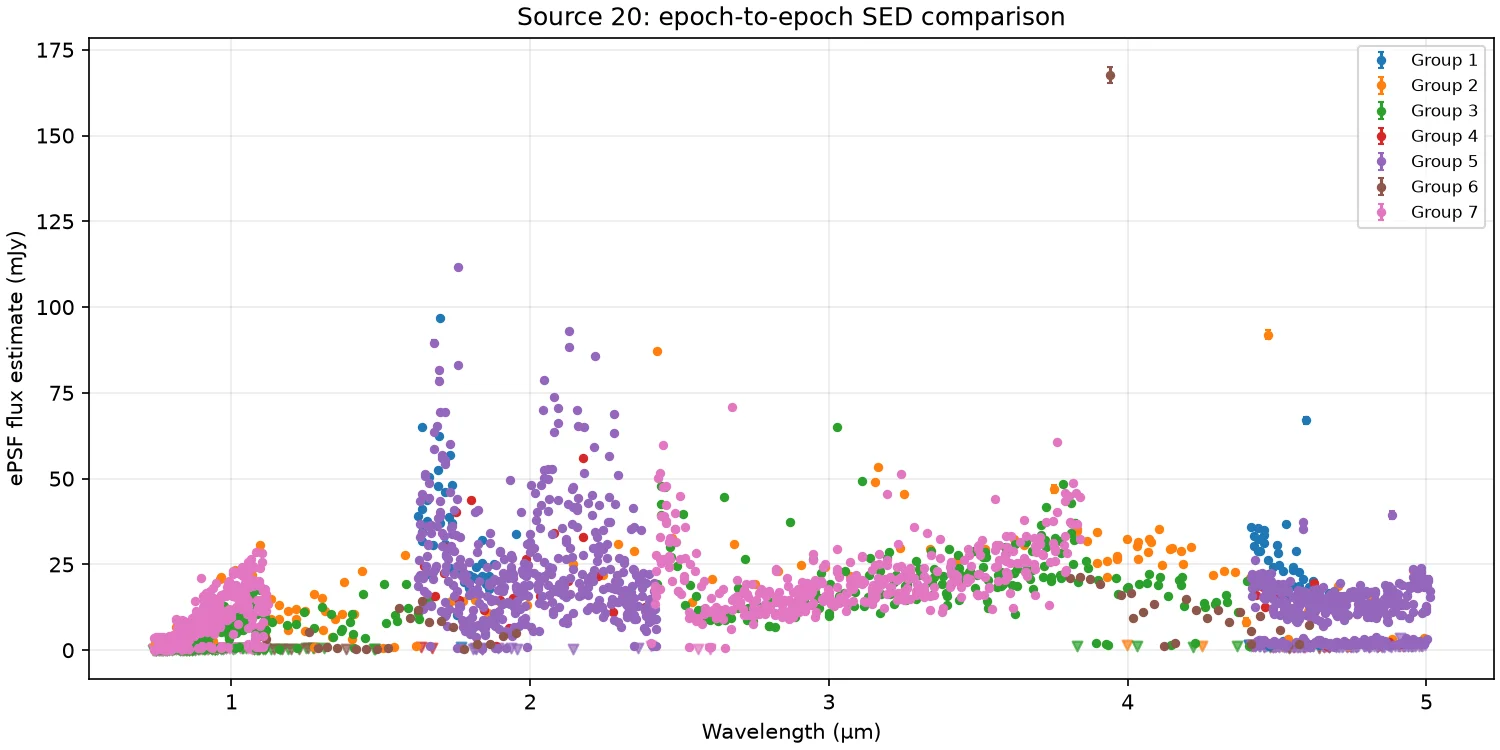 Source 20: epoch-to-epoch SED comparison
175
150
125
100
75
50
25
0
ePSF flux estimate (mJy)
1
2
3
4
5
Wavelength (μm)
Group 1
Group 2
Group 3
Group 4
Group 5
Group 6
Group 7